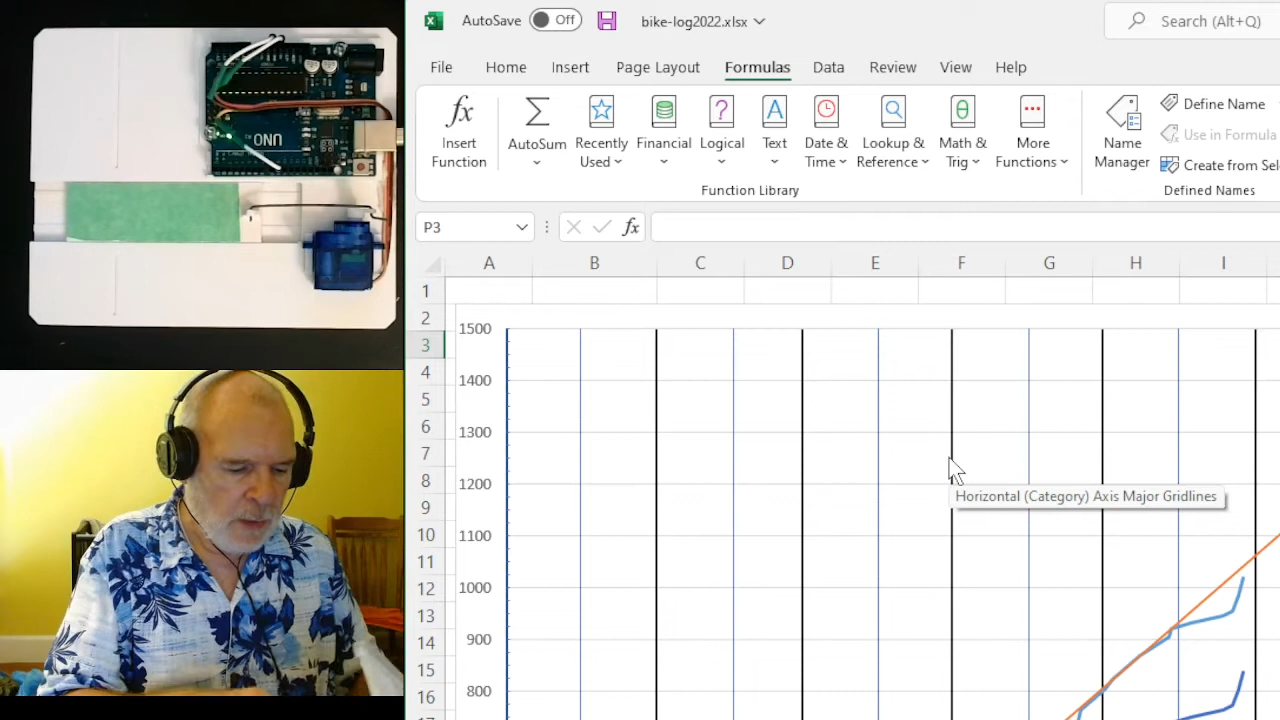 UNO
AutoSave Off bike-log2022.xlsx Search (Alt+Q)
File Home Insert Page Layout Formulas Data Review View Help
fx
Insert Function
AutoSum
Recently Used
Financial
Logical
A
Text
Date & Time
Lookup & Reference
θ
Math & Trig
More Functions
Function Library
Name Manager
Define Name
Use in Formula
Create from Sel
Defined Names
P3 fx
A B C D E F G H I
1
2
3
4
5
6
7
8
9
10
11
12
13
14
15
16
1500
1400
1300
1200
1100
1000
900
800
Horizontal (Category) Axis Major Gridlines